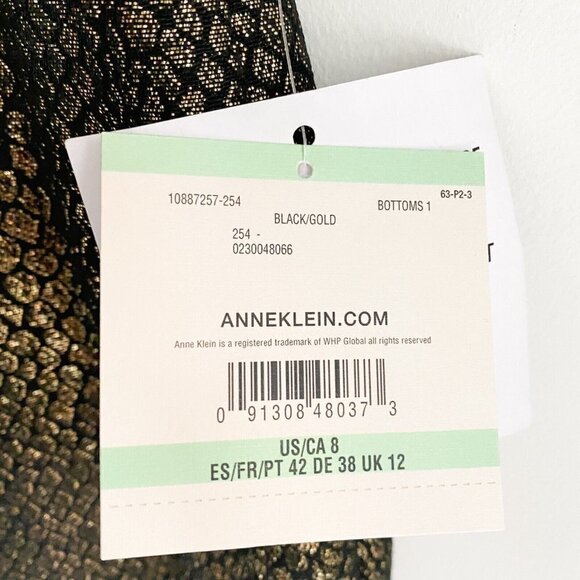 10887257-254
BOTTOMS 1
63-P2-3
BLACK/GOLD
254 -
0230048066
ANNEKLEIN.COM
Anne Klein is a registered trademark of WHP Global all rights reserved
0 91308 48037 3
US/CA 8
ES/FR/PT 42 DE 38 UK 12